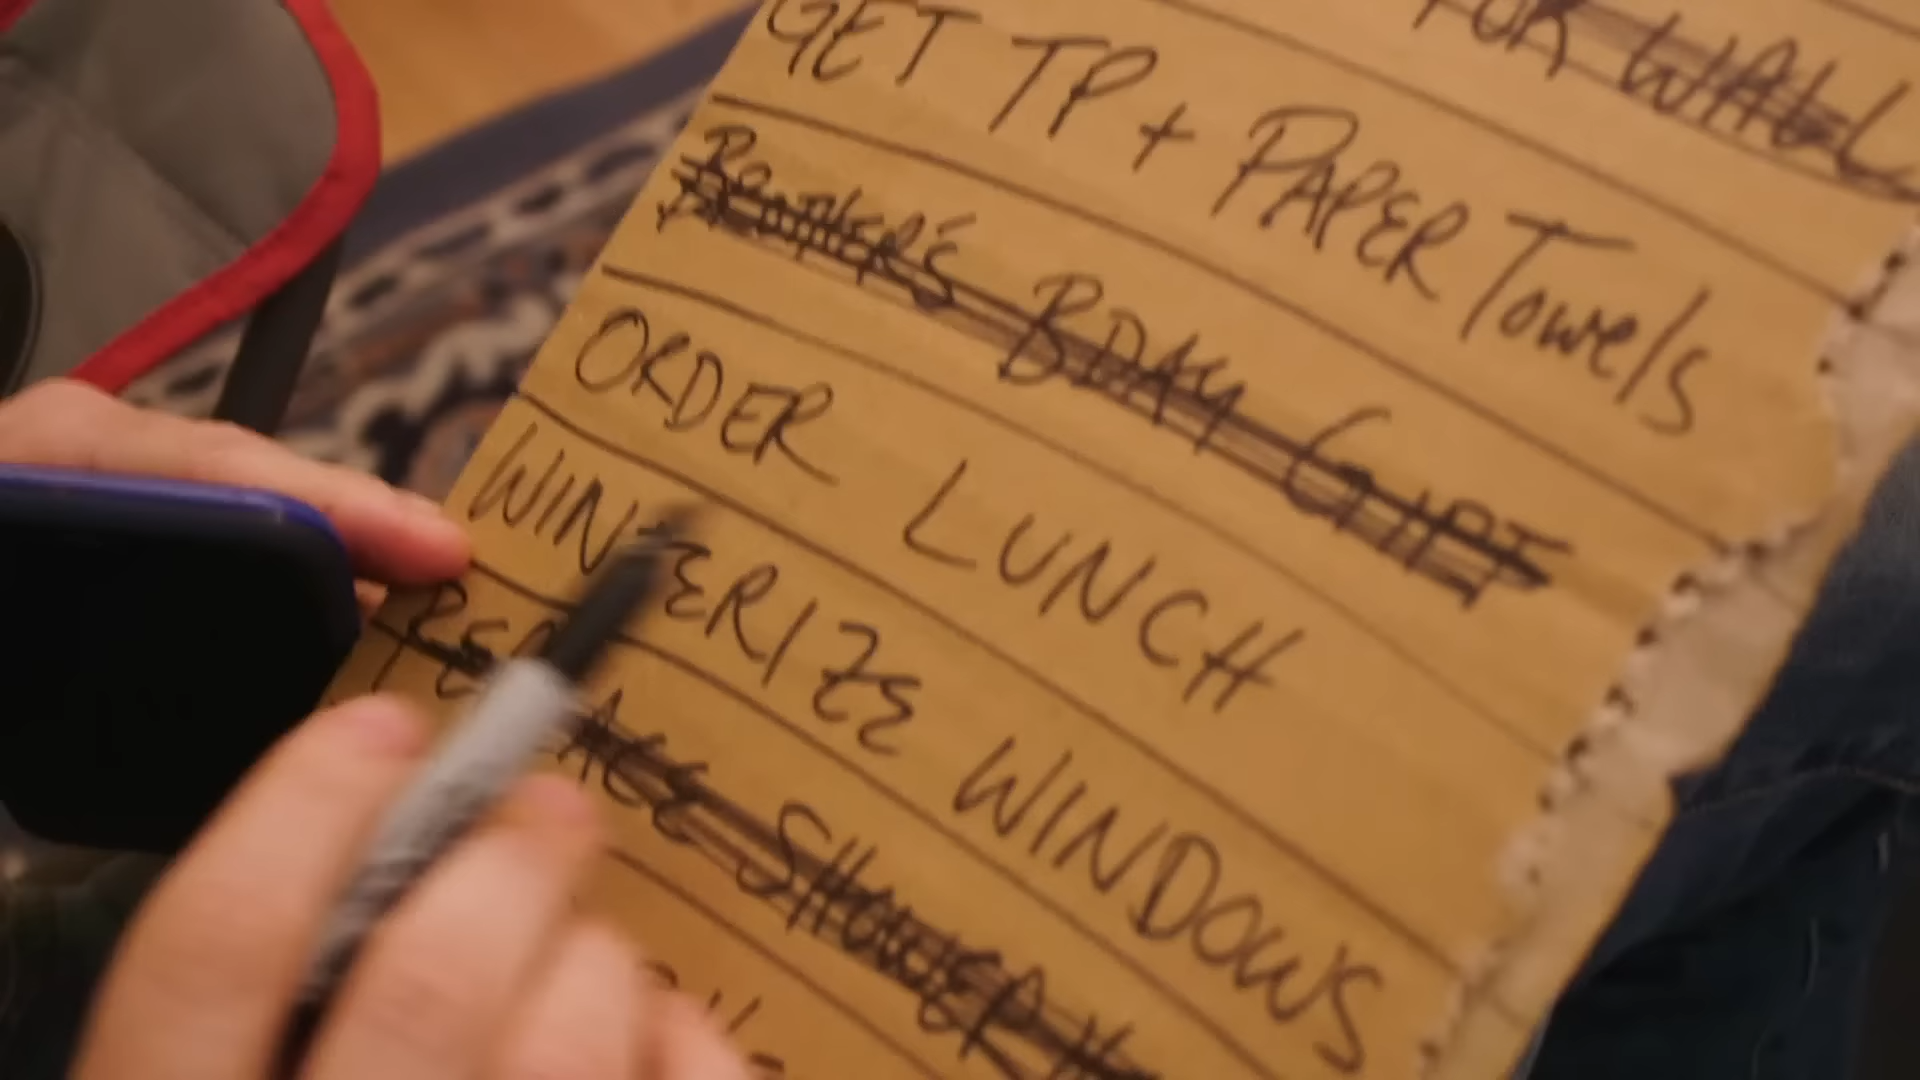 FOR WALL
GET TP + PAPER Towels
BROTHER'S BDAY GIFT
ORDER LUNCH
WINTERIZE WINDOWS
REPLACE SHOWER